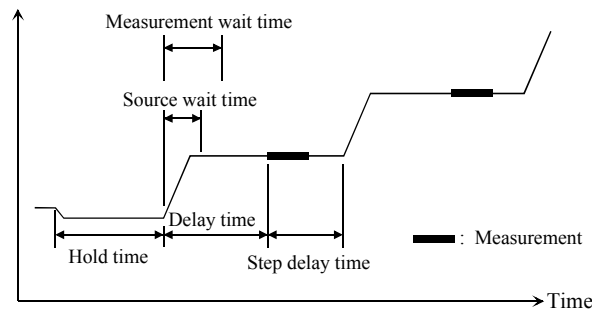 Measurement wait time
Source wait time
Delay time
Hold time
Step delay time
: Measurement
Time